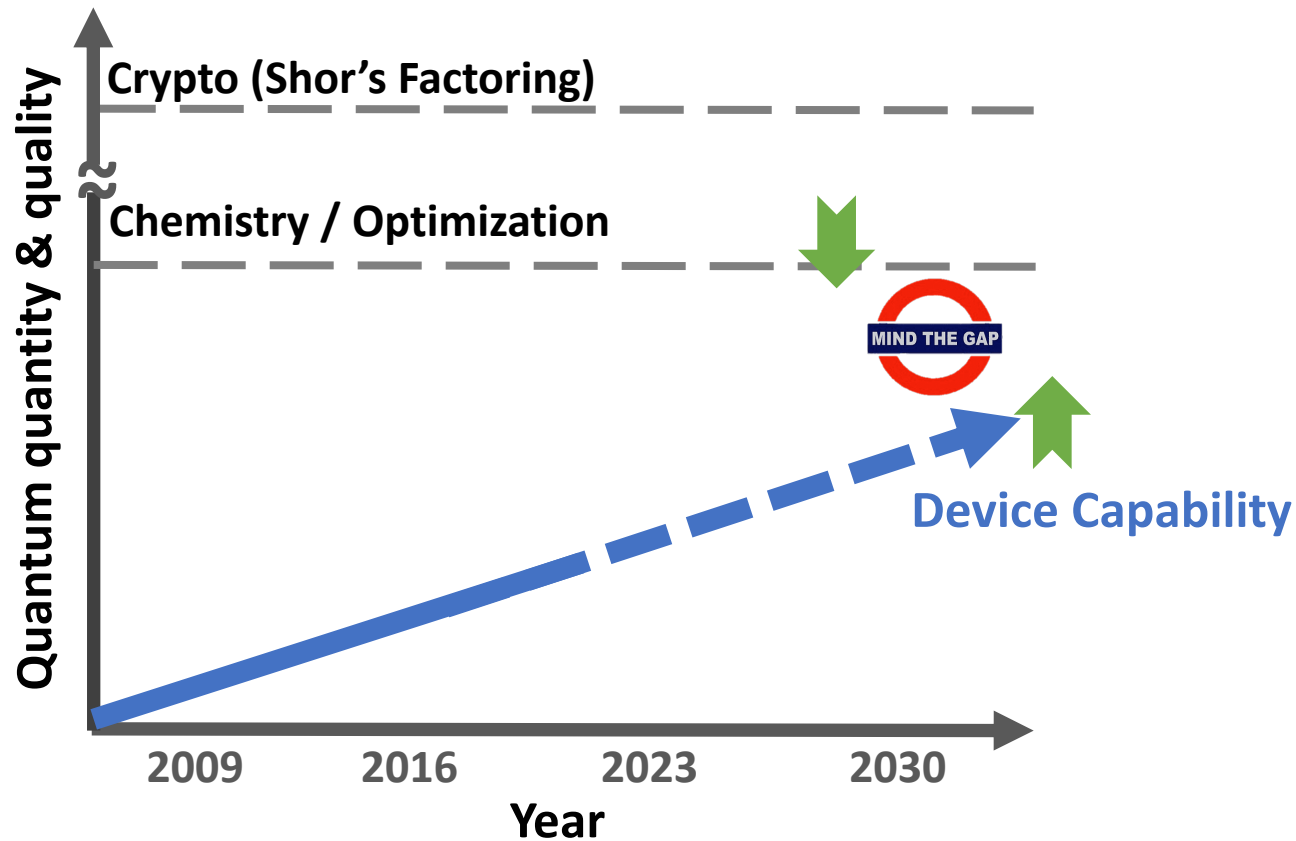 Crypto (Shor’s Factoring)
Quantum quantity & quality
Chemistry / Optimization
MIND THE GAP
Device Capability
2009 2016 2023 2030
Year